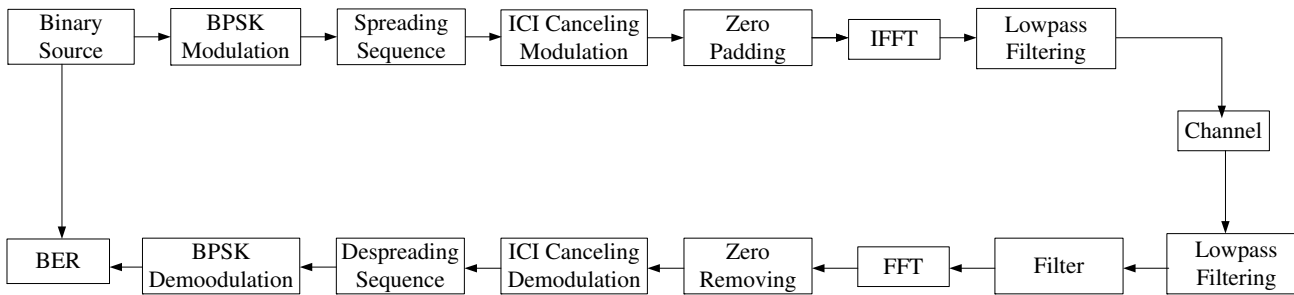 Binary
Source
BPSK
Modulation
Spreading
Sequence
ICI Canceling
Modulation
Zero
Padding
IFFT
Lowpass
Filtering
Channel
BER
BPSK
Demoodulation
Despreading
Sequence
ICI Canceling
Demodulation
Zero
Removing
FFT
Filter
Lowpass
Filtering